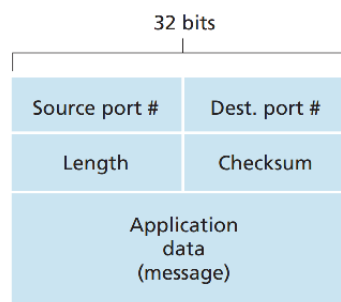 32 bits
Source port #
Dest. port #
Length
Checksum
Application
data
(message)